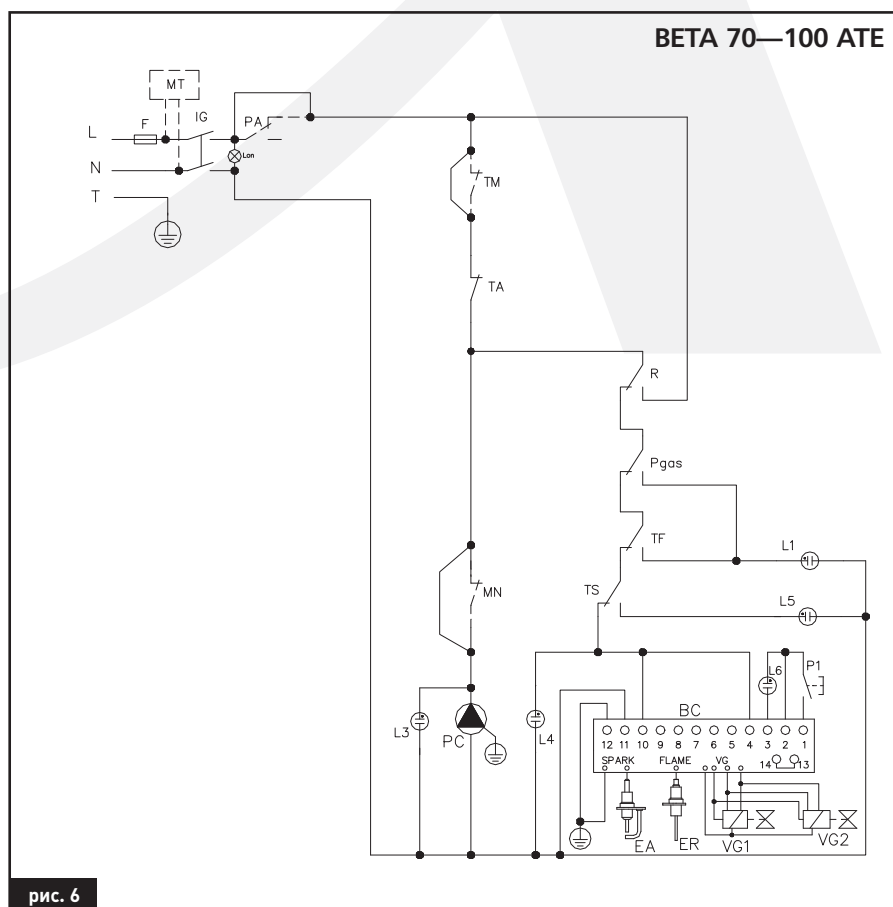 BETA 70—100 ATE
MT
L
F
IG
PA
Lon
N
T
TM
TA
R
Pgas
TF
L1
TS
L5
MN
L6
P1
BC
L3
PC
L4
12 11 10 9 8 7 6 5 4 3 2 1
SPARK FLAME VG 14 13
EA ER VG1 VG2
рис. 6